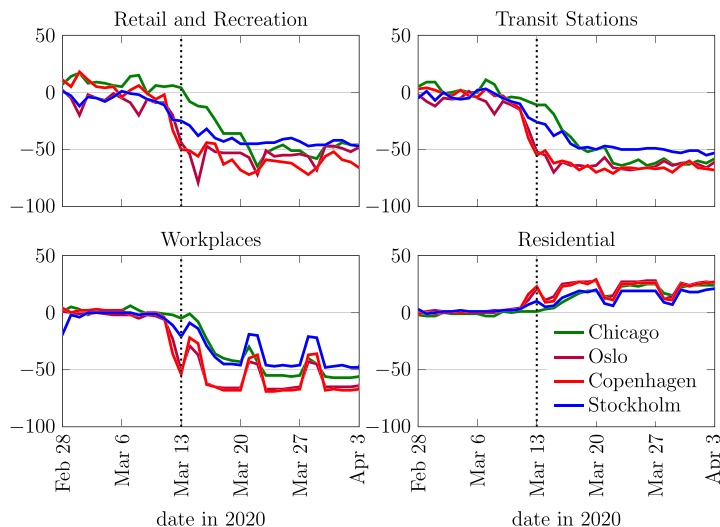 Retail and Recreation
Transit Stations
50
0
−50
−100
50
0
−50
−100
Workplaces
Residential
50
0
−50
−100
50
0
−50
−100
Chicago
Oslo
Copenhagen
Stockholm
Feb 28
Mar 6
Mar 13
Mar 20
Mar 27
Apr 3
Feb 28
Mar 6
Mar 13
Mar 20
Mar 27
Apr 3
date in 2020
date in 2020